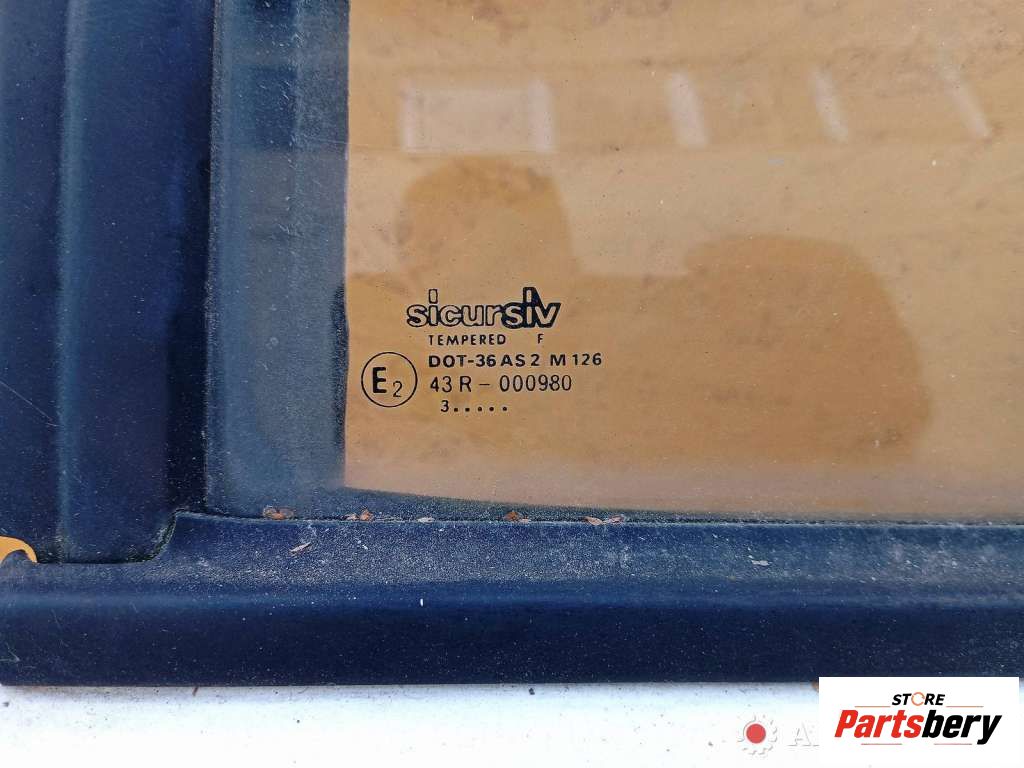 sicursiv
TEMPERED F
DOT-36 AS 2 M 126
E2
43 R - 000980
3.....
STORE
Partsbery